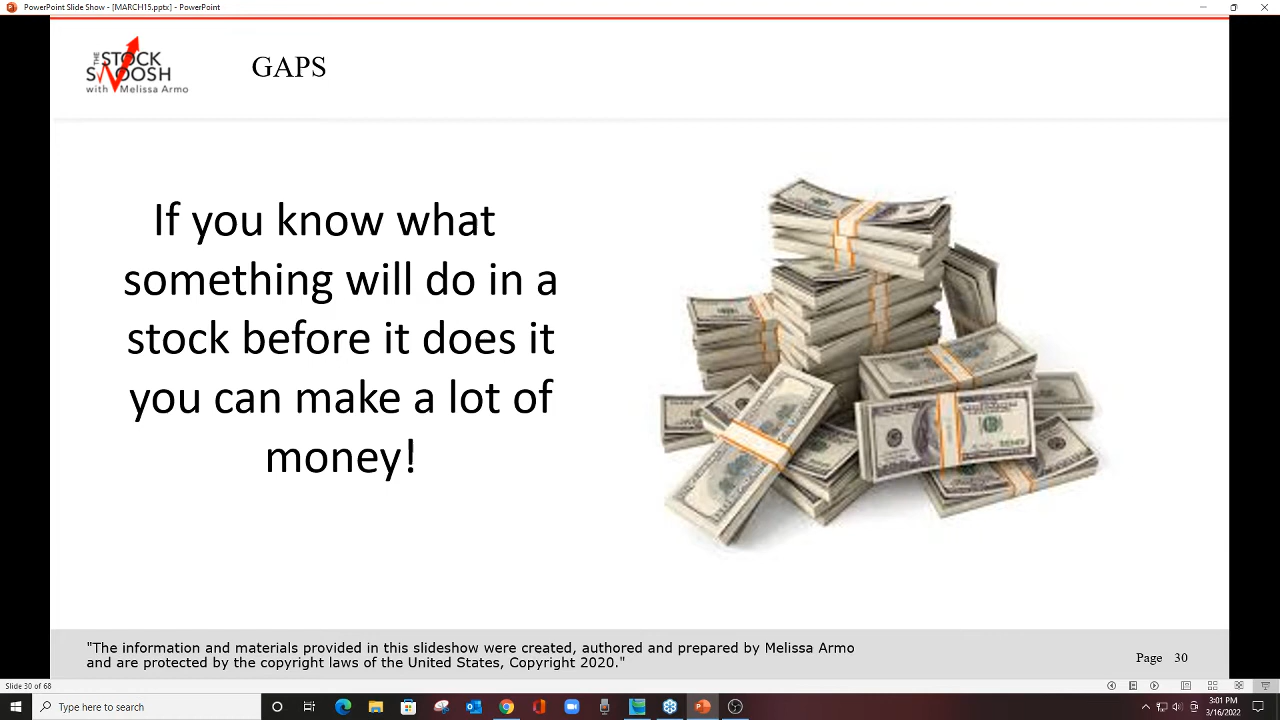 PowerPoint Slide Show - [MARCH15.pptx] - PowerPoint
THE
STOCK
SWOOSH
with Melissa Armo
GAPS
If you know what
something will do in a
stock before it does it
you can make a lot of
money!
"The information and materials provided in this slideshow were created, authored and prepared by Melissa Armo
and are protected by the copyright laws of the United States, Copyright 2020."
Page 30
Slide 30 of 68
Type here to search
3:01 PM
3/16/2022